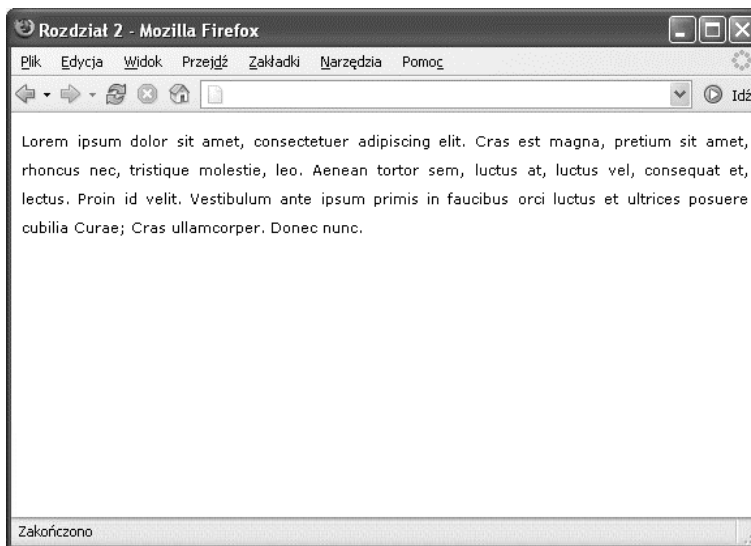 Rozdział 2 - Mozilla Firefox
Plik Edycja Widok Przejdź Zakładki Narzędzia Pomoc
Idź
Lorem ipsum dolor sit amet, consectetuer adipiscing elit. Cras est magna, pretium sit amet,
rhoncus nec, tristique molestie, leo. Aenean tortor sem, luctus at, luctus vel, consequat et,
lectus. Proin id velit. Vestibulum ante ipsum primis in faucibus orci luctus et ultrices posuere
cubilia Curae; Cras ullamcorper. Donec nunc.
Zakończono